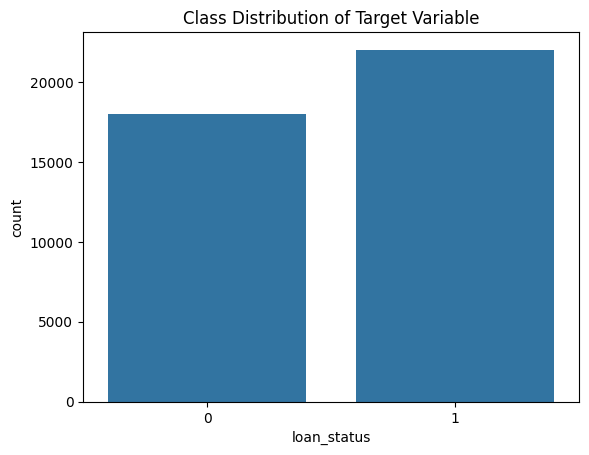 Class Distribution of Target Variable
20000
15000
10000
5000
0
count
0 1
loan_status